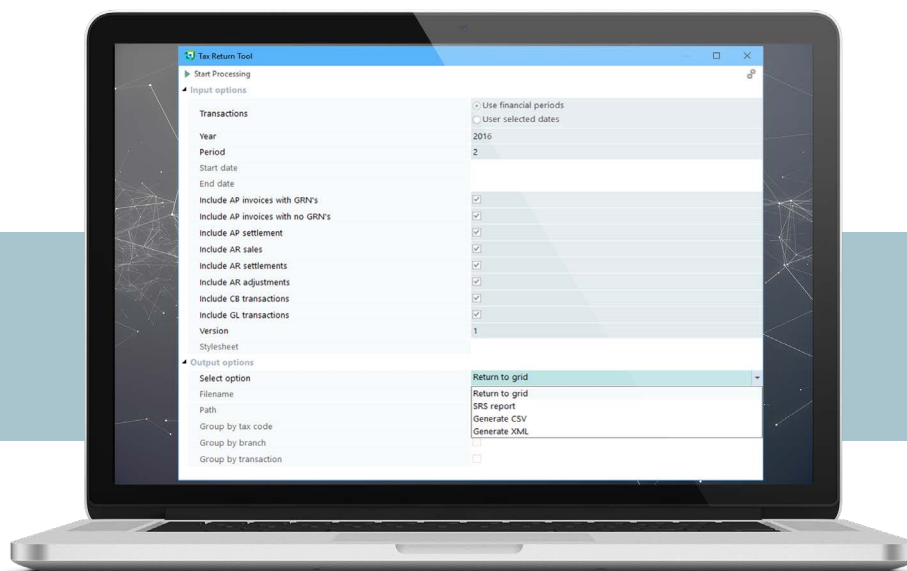 Tax Return Tool
Start Processing
Input options
Transactions
Use financial periods
User selected dates
Year 2016
Period 2
Start date
End date
Include AP invoices with GRN's
Include AP invoices with no GRN's
Include AP settlement
Include AR sales
Include AR settlements
Include AR adjustments
Include CB transactions
Include GL transactions
Version 1
Stylesheet
Output options
Select option Return to grid
Filename Return to grid
Path SRS report
Generate CSV
Group by tax code Generate XML
Group by branch
Group by transaction